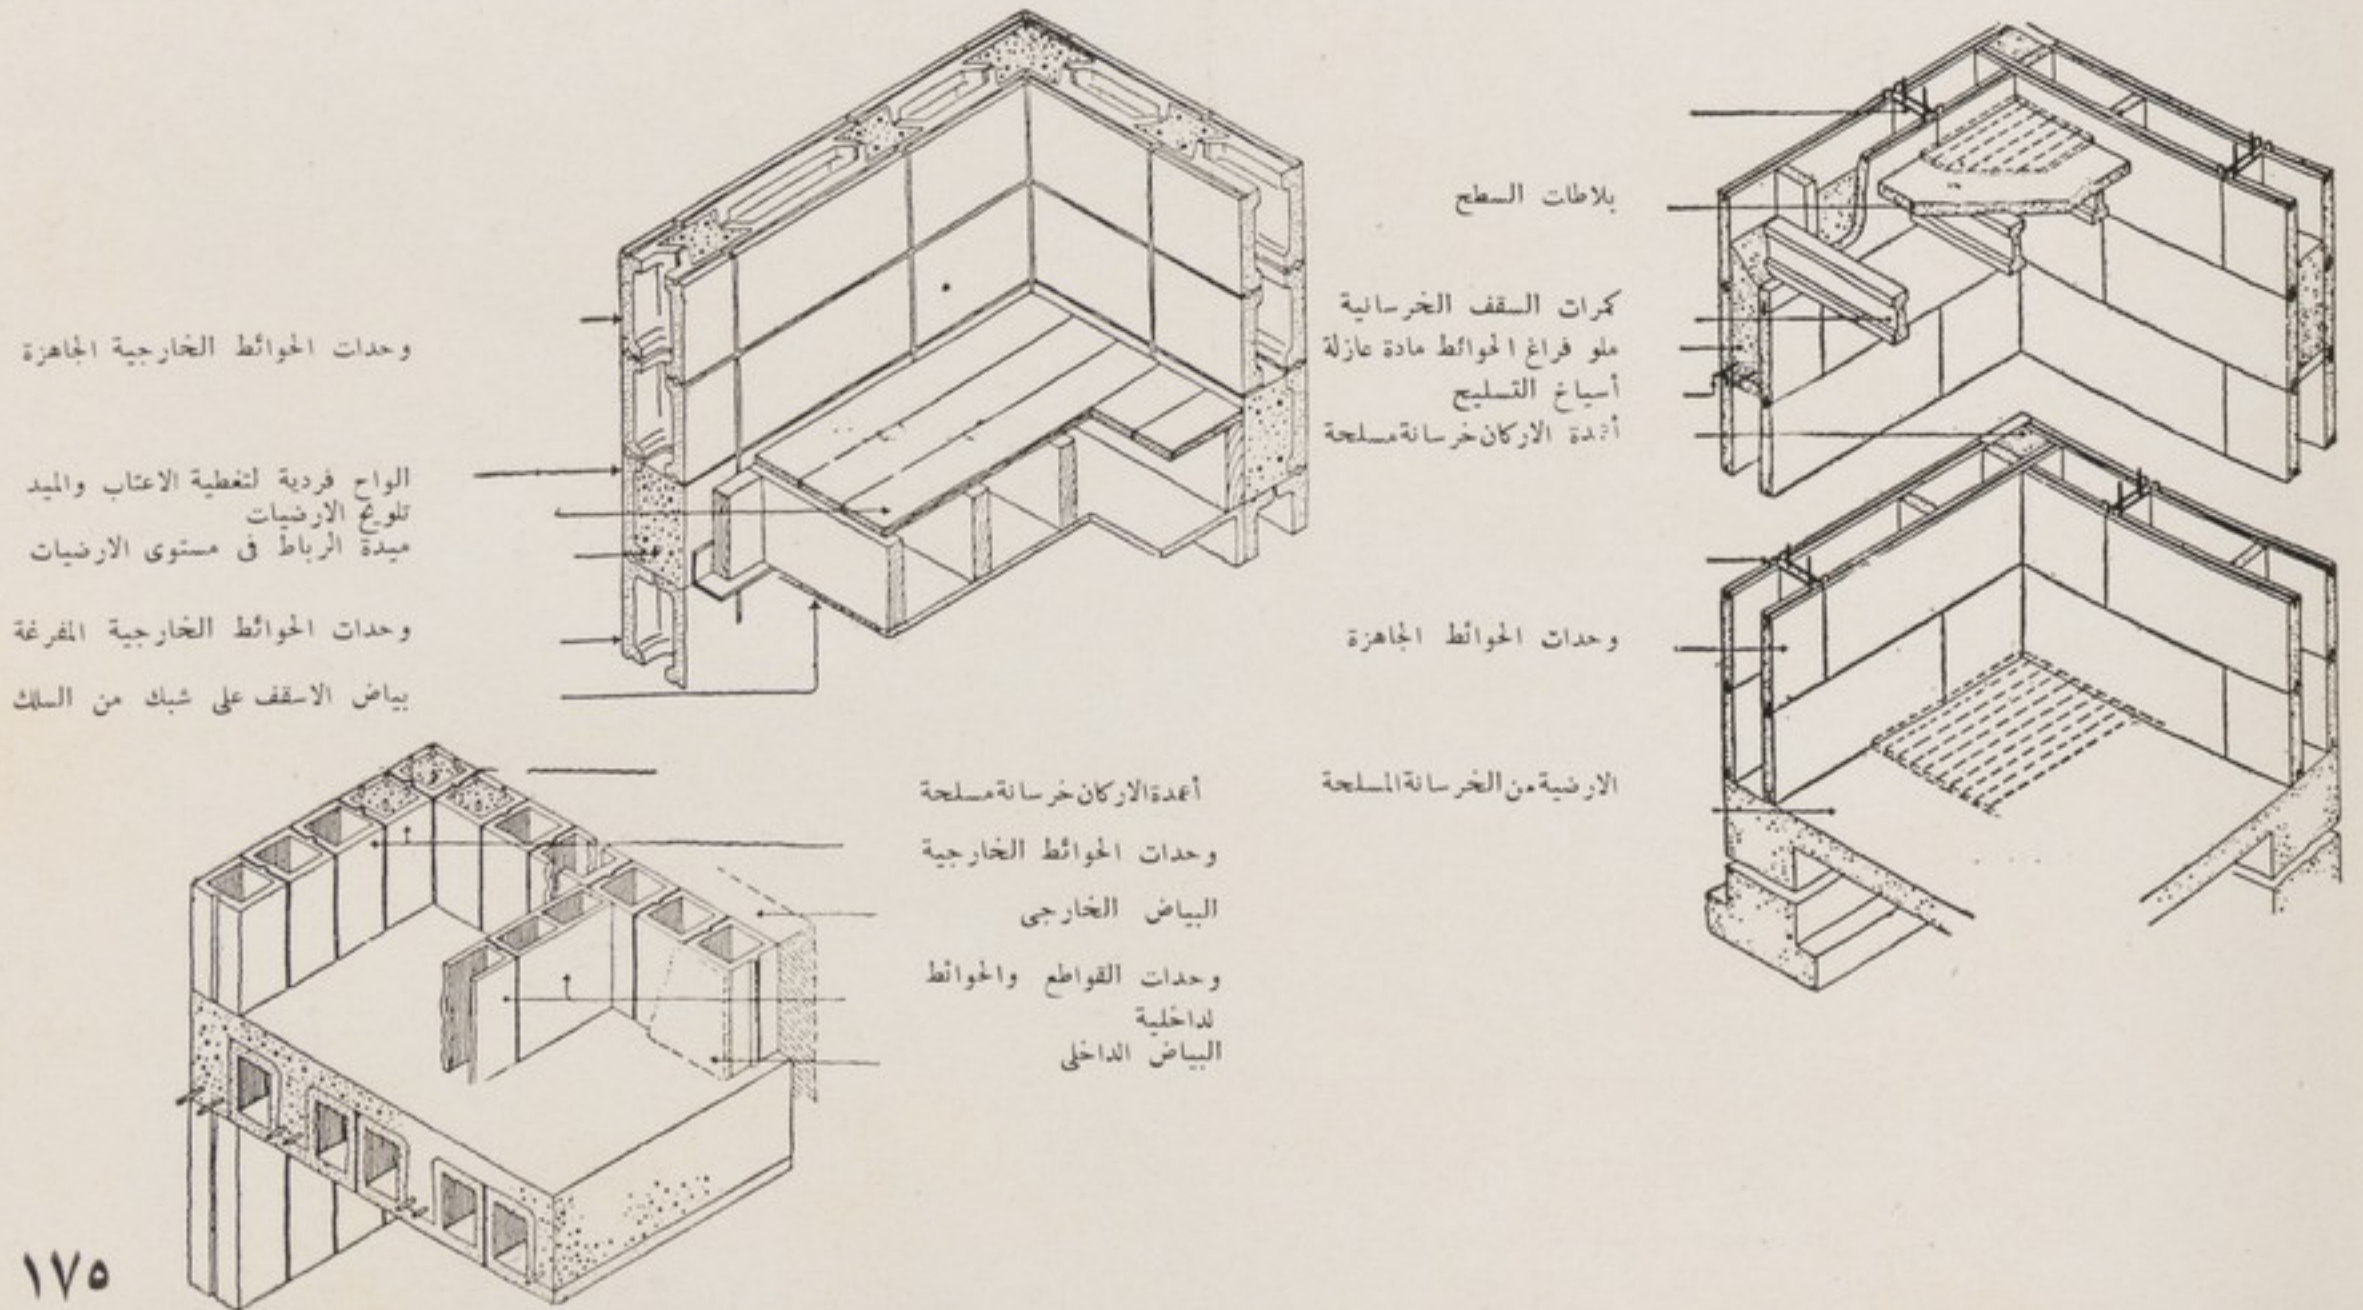 بلاطات السطح
كمرات السقف الخرسانية
ملو فراغ الحوائط مادة عازلة
أسياخ التسليح
أعمدة الاركان خرسانة مسلحة
وحدات الحوائط الجاهزة
الارضية من الخرسانة المسلحة
وحدات الحوائط الخارجية الجاهزة
الواح فردية لتغطية الاعتاب والميد
تلويح الارضيات
ميدة الرباط فى مستوى الارضيات
وحدات الحوائط الخارجية المفرغة
بياض الاسقف على شبك من السلك
أعمدة الاركان خرسانة مسلحة
وحدات الحوائط الخارجية
البياض الخارجى
وحدات القواطع والحوائط
لداخلية
البياض الداخلى
١٧٥